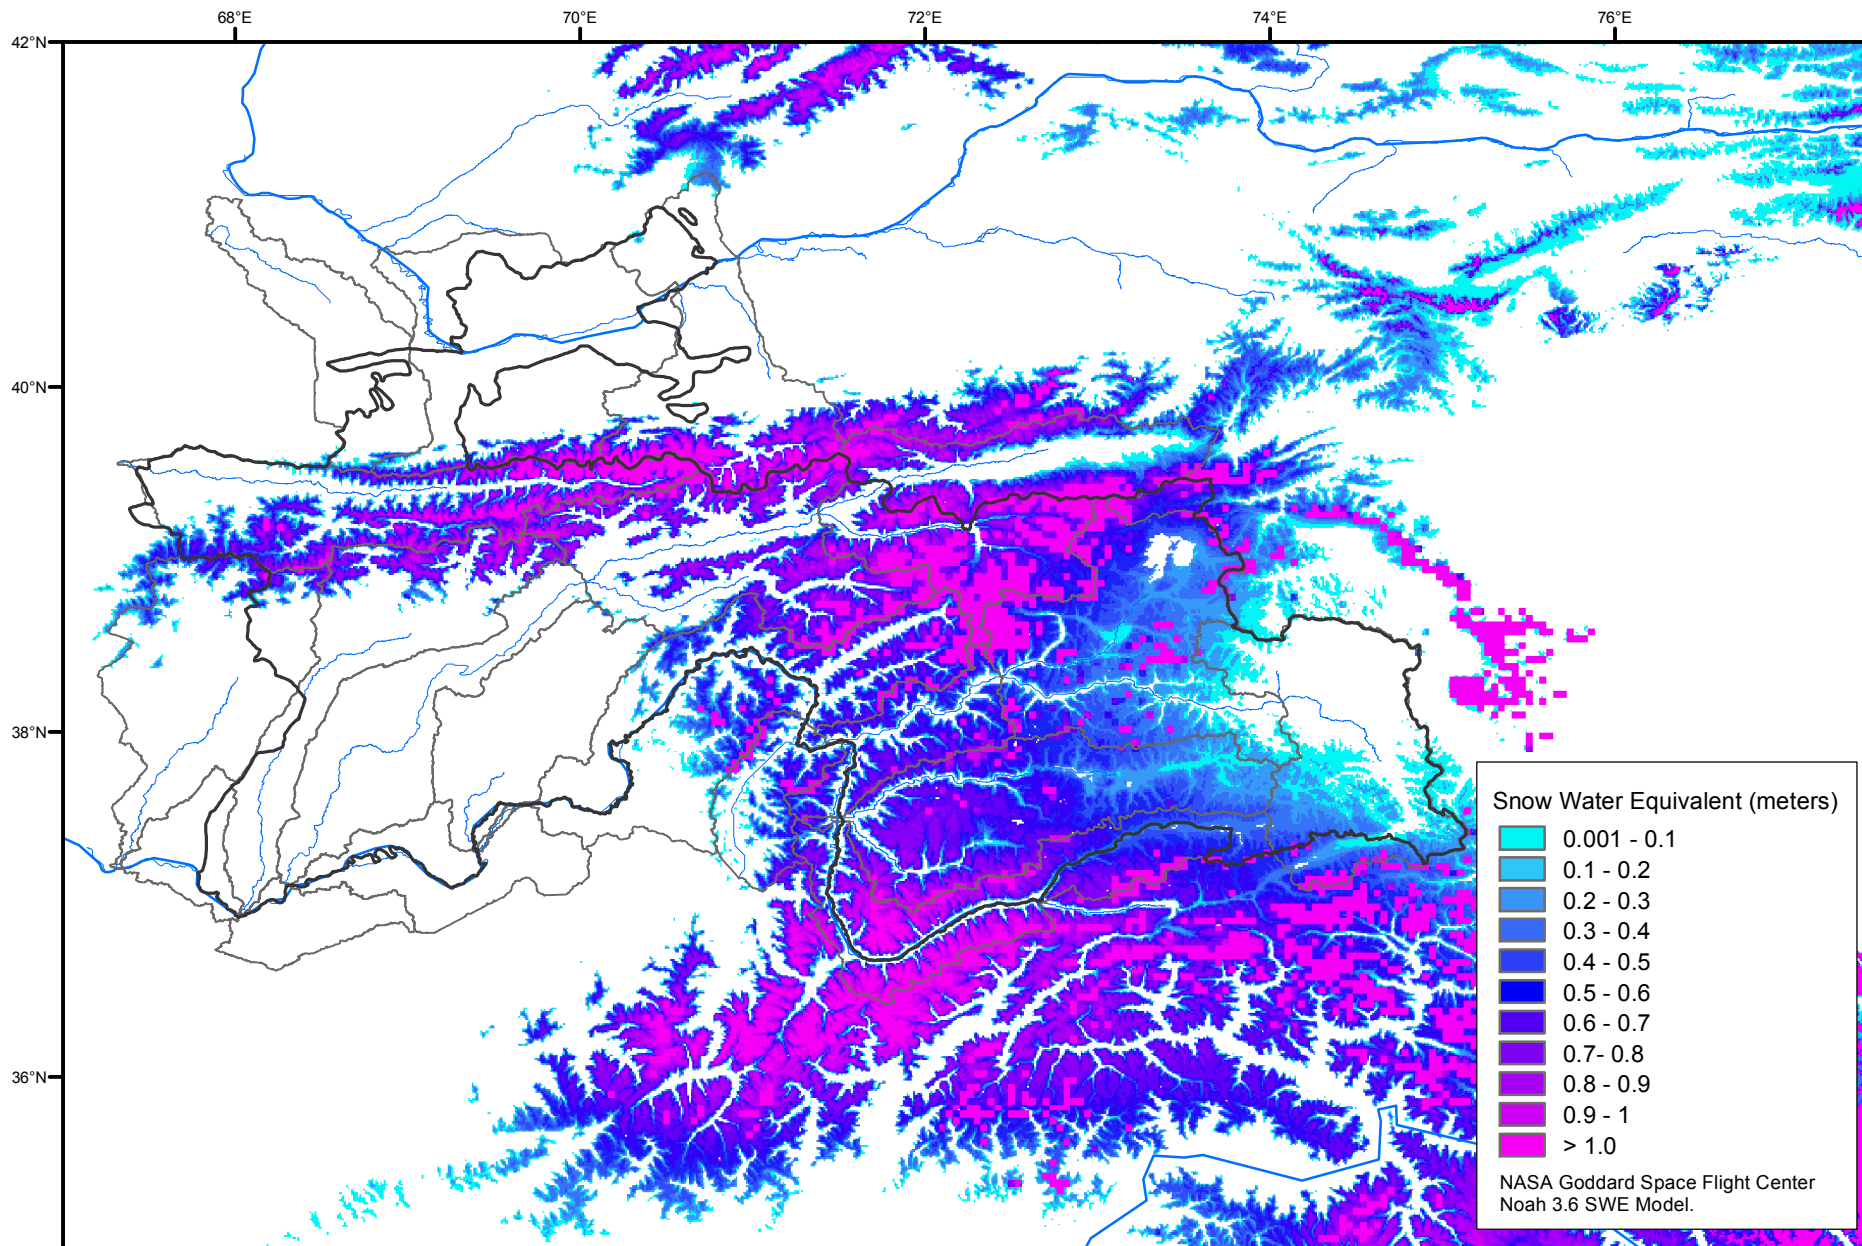 68°E
70°E
72°E
74°E
76°E
42°N
40°N
38°N
36°N
Snow Water Equivalent (meters)
0.001 - 0.1
0.1 - 0.2
0.2 - 0.3
0.3 - 0.4
0.4 - 0.5
0.5 - 0.6
0.6 - 0.7
0.7- 0.8
0.8 - 0.9
0.9 - 1
> 1.0
NASA Goddard Space Flight Center
Noah 3.6 SWE Model.